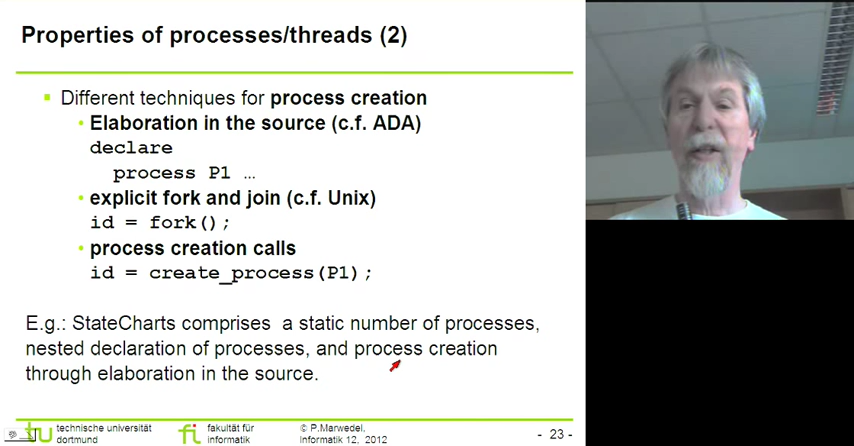 Properties of processes/threads (2)
Different techniques for process creation
Elaboration in the source (c.f. ADA)
declare
process P1 …
explicit fork and join (c.f. Unix)
id = fork();
process creation calls
id = create_process(P1);
E.g.: StateCharts comprises a static number of processes,
nested declaration of processes, and process creation
through elaboration in the source.
technische universität
dortmund
fakultät für
informatik
© P.Marwedel,
Informatik 12, 2012
- 23 -